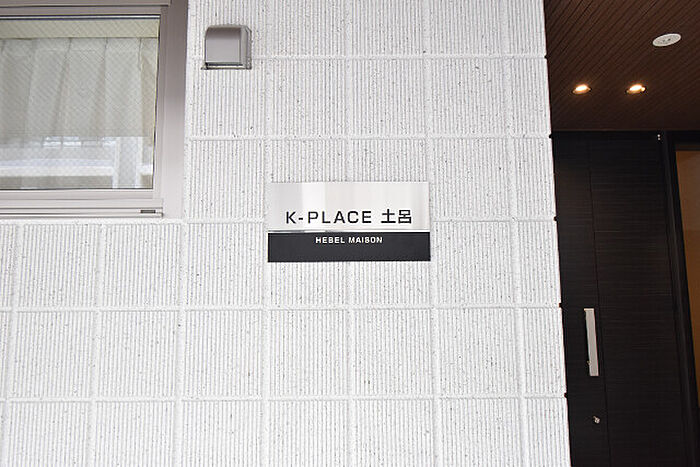 K-PLACE 土呂
HEBEL MAISON